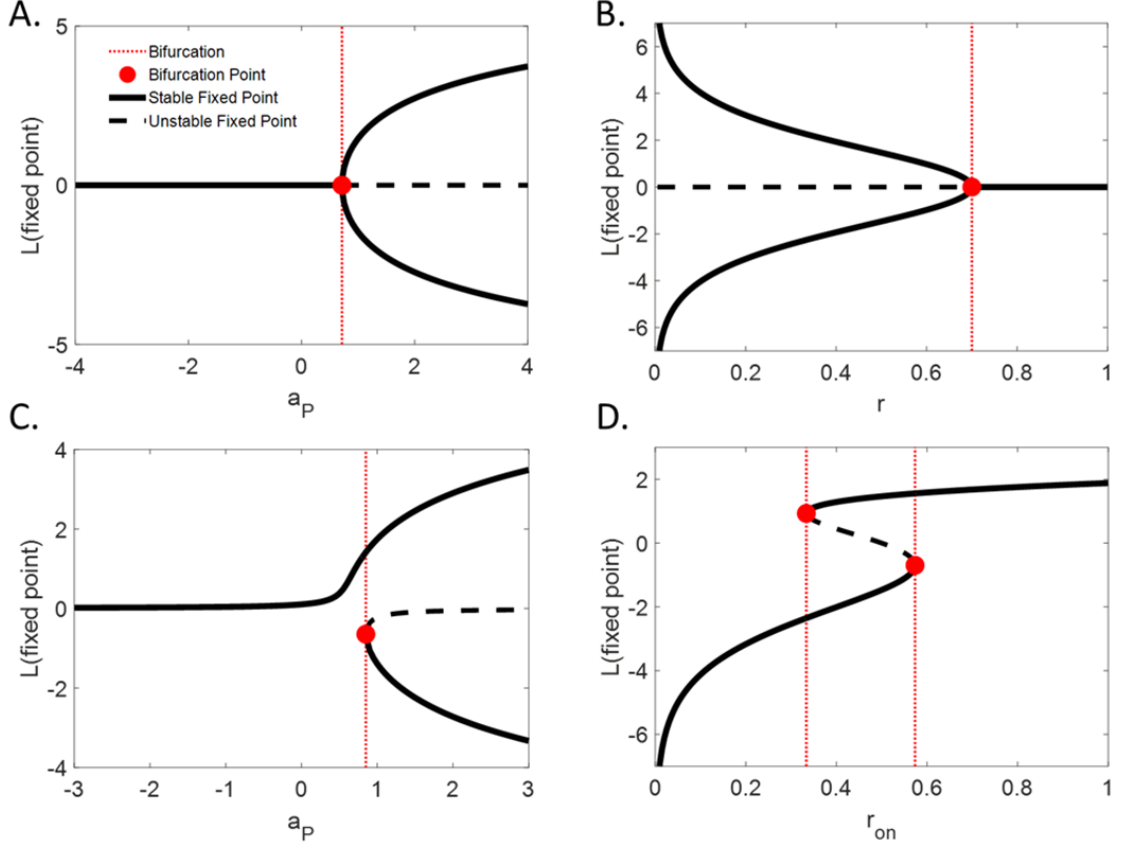 A.
5
Bifurcation
Bifurcation Point
Stable Fixed Point
Unstable Fixed Point
0
-5
L(fixed point)
-4
-2
0
2
4
a_P
B.
6
4
2
0
-2
-4
-6
L(fixed point)
0
0.2
0.4
0.6
0.8
1
r
C.
4
2
0
-2
-4
L(fixed point)
-3
-2
-1
0
1
2
3
a_P
D.
2
0
-2
-4
-6
L(fixed point)
0
0.2
0.4
0.6
0.8
1
r_on